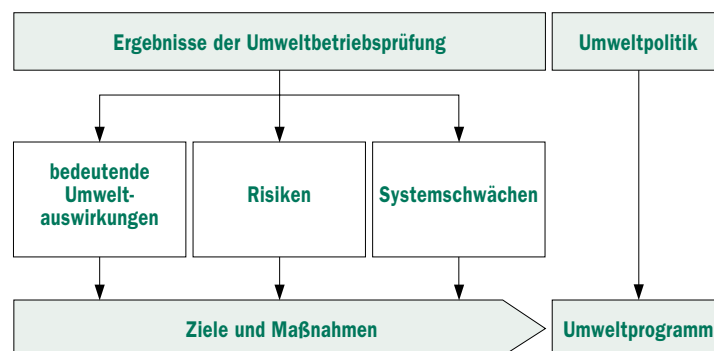 Ergebnisse der Umweltbetriebsprüfung
Umweltpolitik
bedeutende
Umwelt-
auswirkungen
Risiken
Systemschwächen
Ziele und Maßnahmen
Umweltprogramm